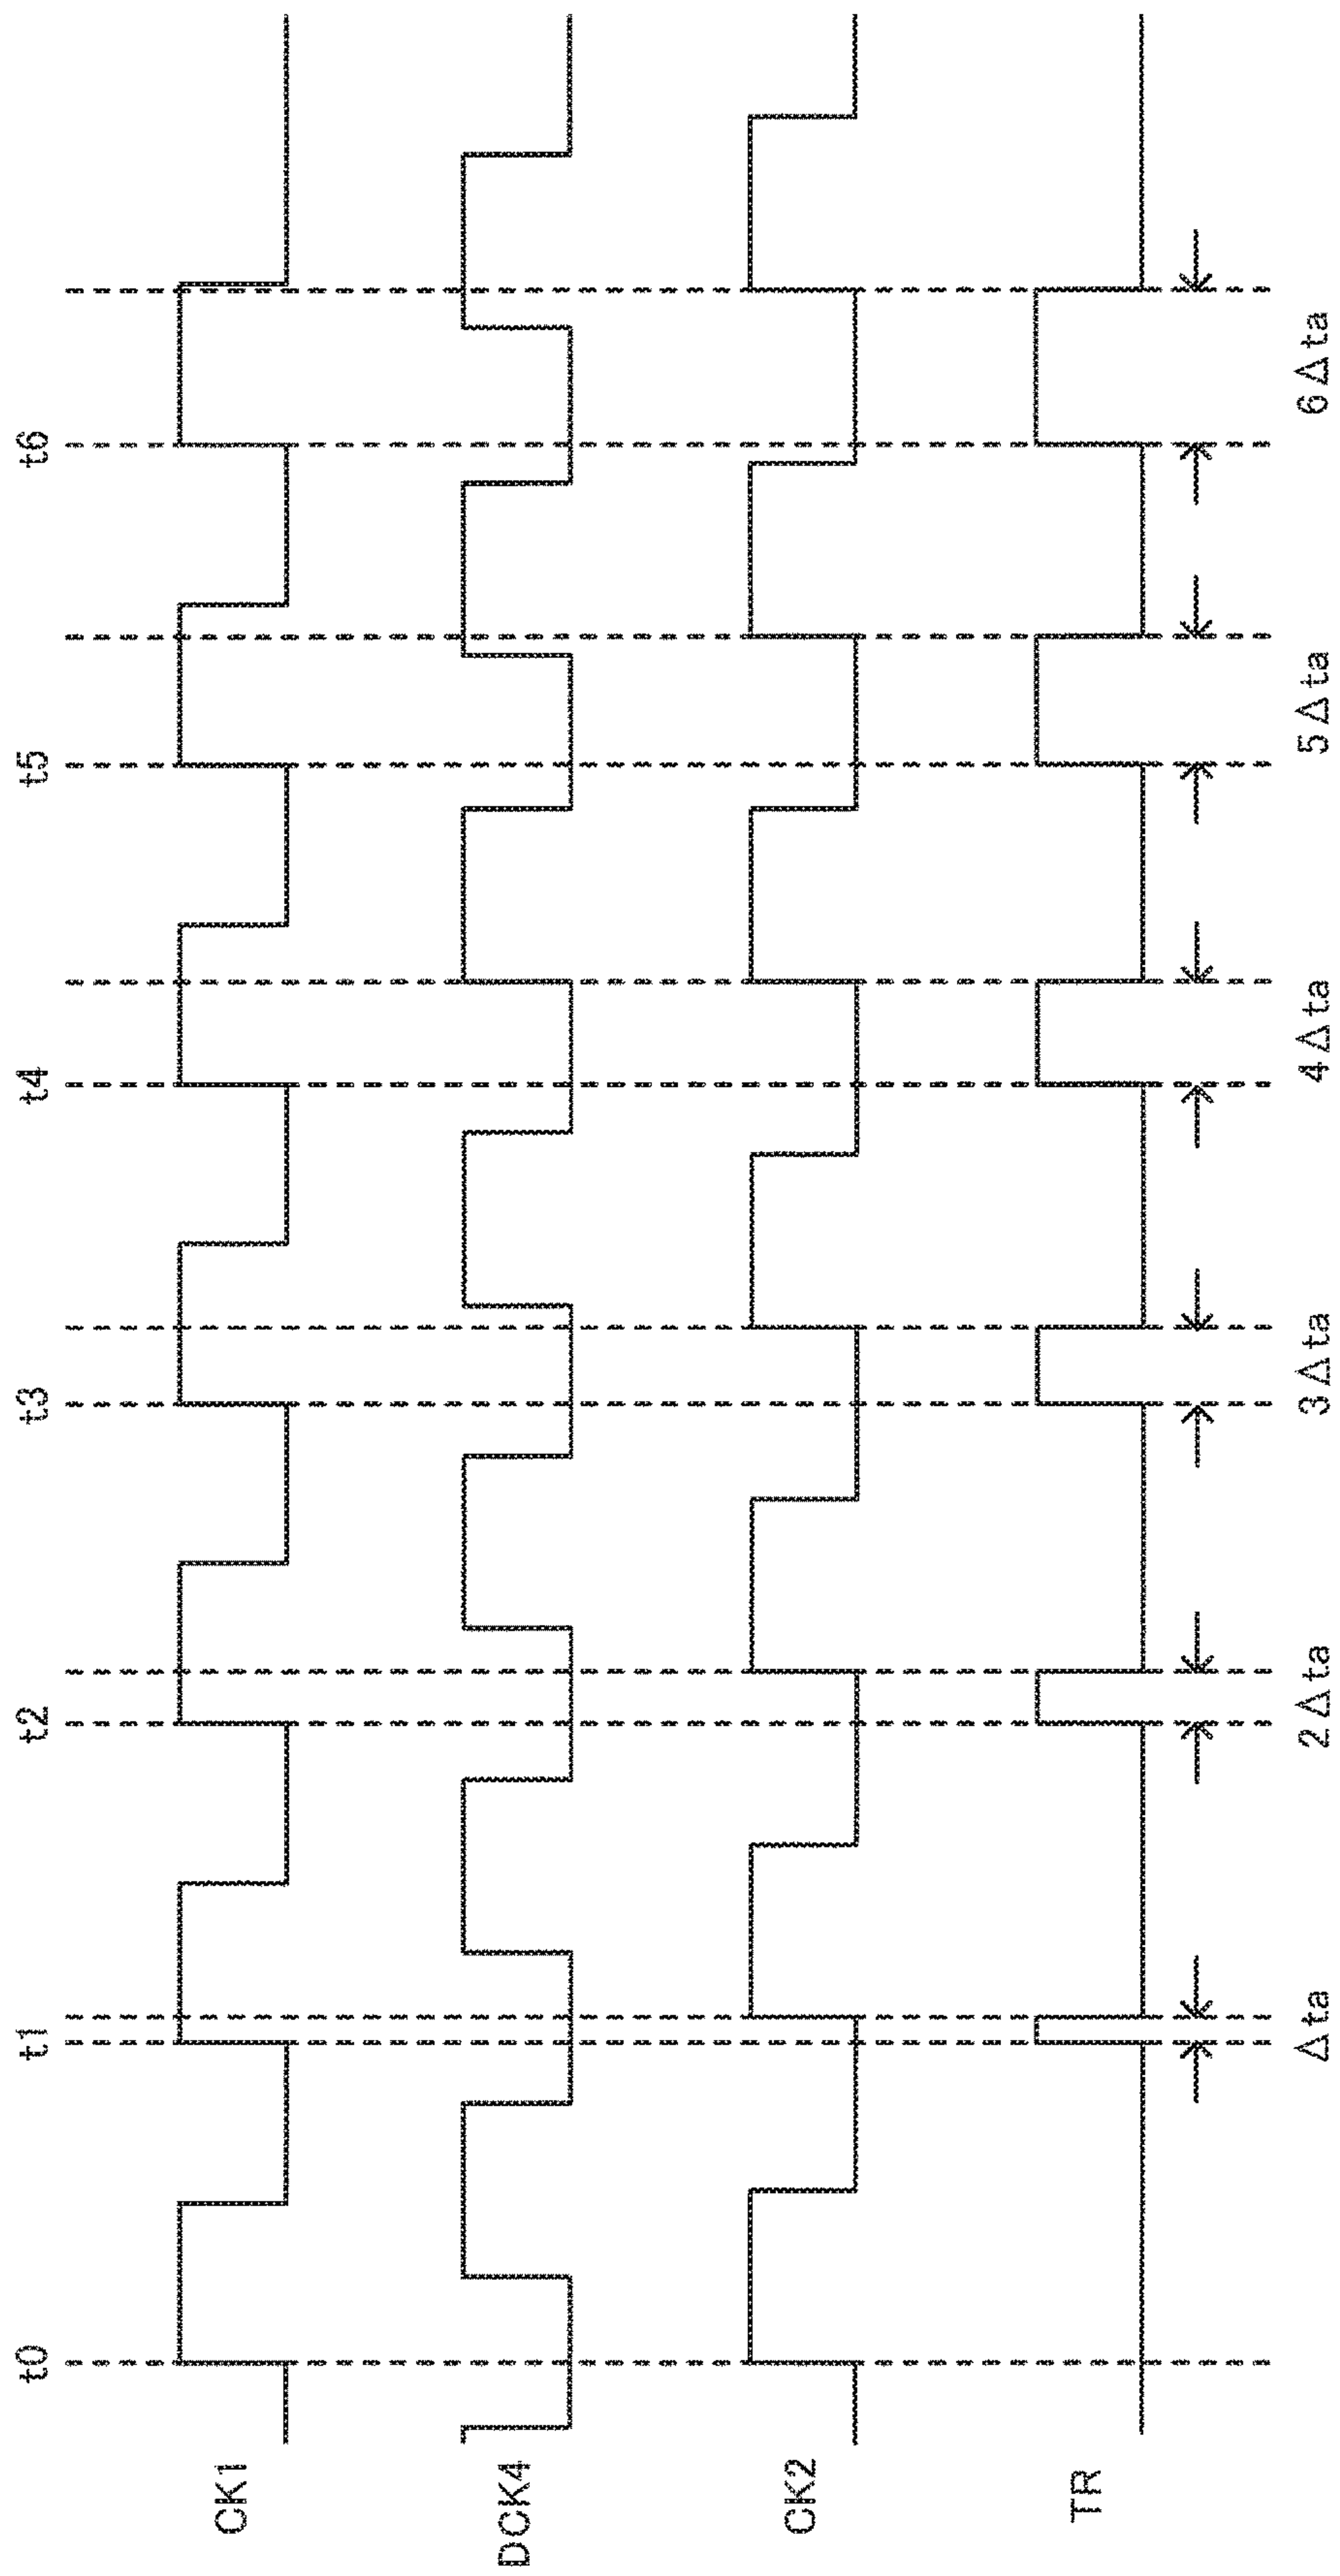 t0 t1 t2 t3 t4 t5 t6
CK1
DCK4
CK2
TR
Δta 2Δta 3Δta 4Δta 5Δta 6Δta